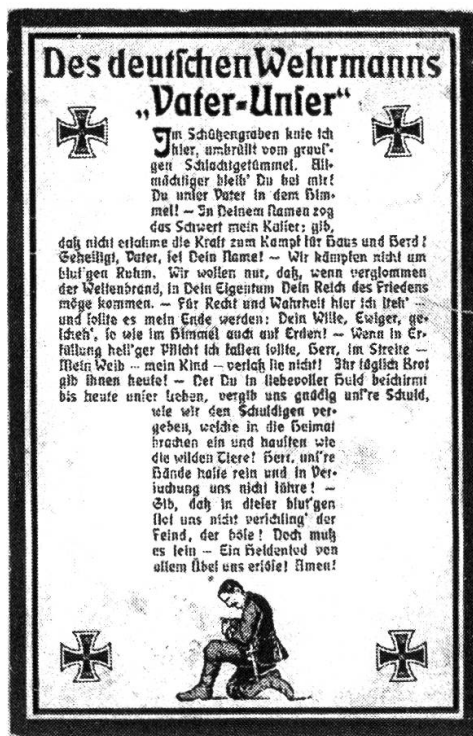 Des deutschen Wehrmanns
„Vater-Unser“
Im Schützengraben knie ich
hier, umbrüllt vom graus'-
gen Schlachtgetümmel. All-
mächtiger bleib' Du bei mir!
Du unser Vater in dem Him-
mel! – In Deinem Namen zog
das Schwert mein Kaiser; gib,
daß nicht erlahme die Kraft zum Kampf für Haus und Herd!
Geheiligt, Vater, sei Dein Name! – Wir kämpfen nicht um
blut'gen Ruhm. Wir wollen nur, daß, wenn verglommen
der Weltenbrand, in Dein Eigentum Dein Reich des Friedens
möge kommen. – Für Recht und Wahrheit hier ich steh' –
und sollte es mein Ende werden: Dein Wille, Ewiger, ge-
scheh', so wie im Himmel auch auf Erden! – Wenn in Er-
füllung heil'ger Pflicht ich fallen sollte, Herr, im Streite –
Mein Weib – mein Kind – verlaß sie nicht! Ihr täglich Brot
gib ihnen heute! – Der Du in liebevoller Huld beschirmt
bis heute unser Leben, vergib uns gnädig uns're Schuld,
wie wir den Schuldigen ver-
geben, welche in die Heimat
brachen ein und hausten wie
die wilden Tiere! Herr, uns're
Hände halte rein und in Ver-
suchung uns nicht führe! –
Gib, daß in dieser blut'gen
Not uns nicht verschling' der
Feind, der böse! Doch muß
es sein – Ein Heldentod von
allem Übel uns erlöse! Amen!